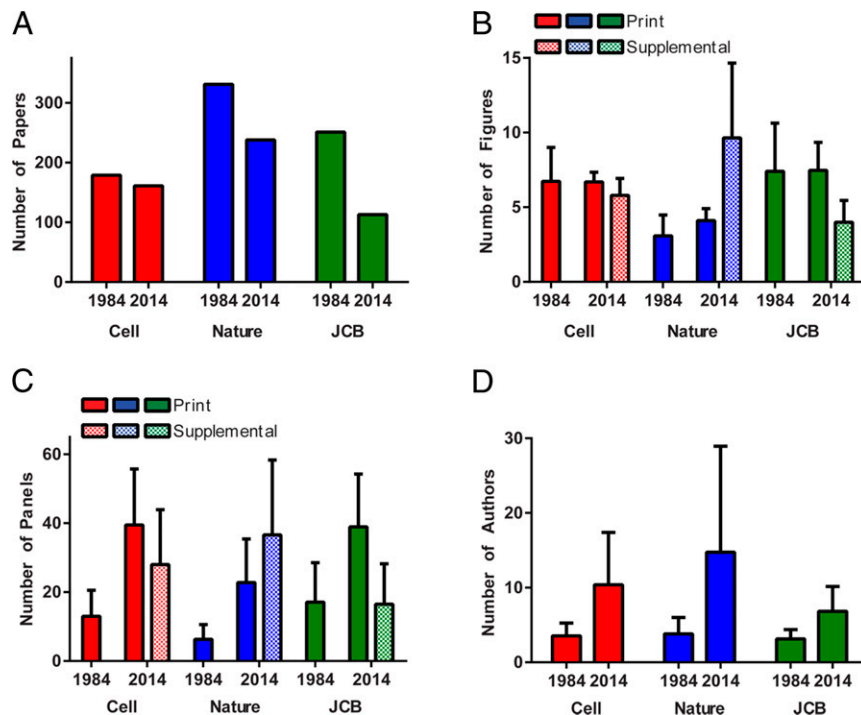 A
Number of Papers
300
200
100
0
1984 2014 1984 2014 1984 2014
Cell Nature JCB
B
Print
Supplemental
Number of Figures
15
10
5
0
1984 2014 1984 2014 1984 2014
Cell Nature JCB
C
Print
Supplemental
Number of Panels
60
40
20
0
1984 2014 1984 2014 1984 2014
Cell Nature JCB
D
Number of Authors
30
20
10
0
1984 2014 1984 2014 1984 2014
Cell Nature JCB